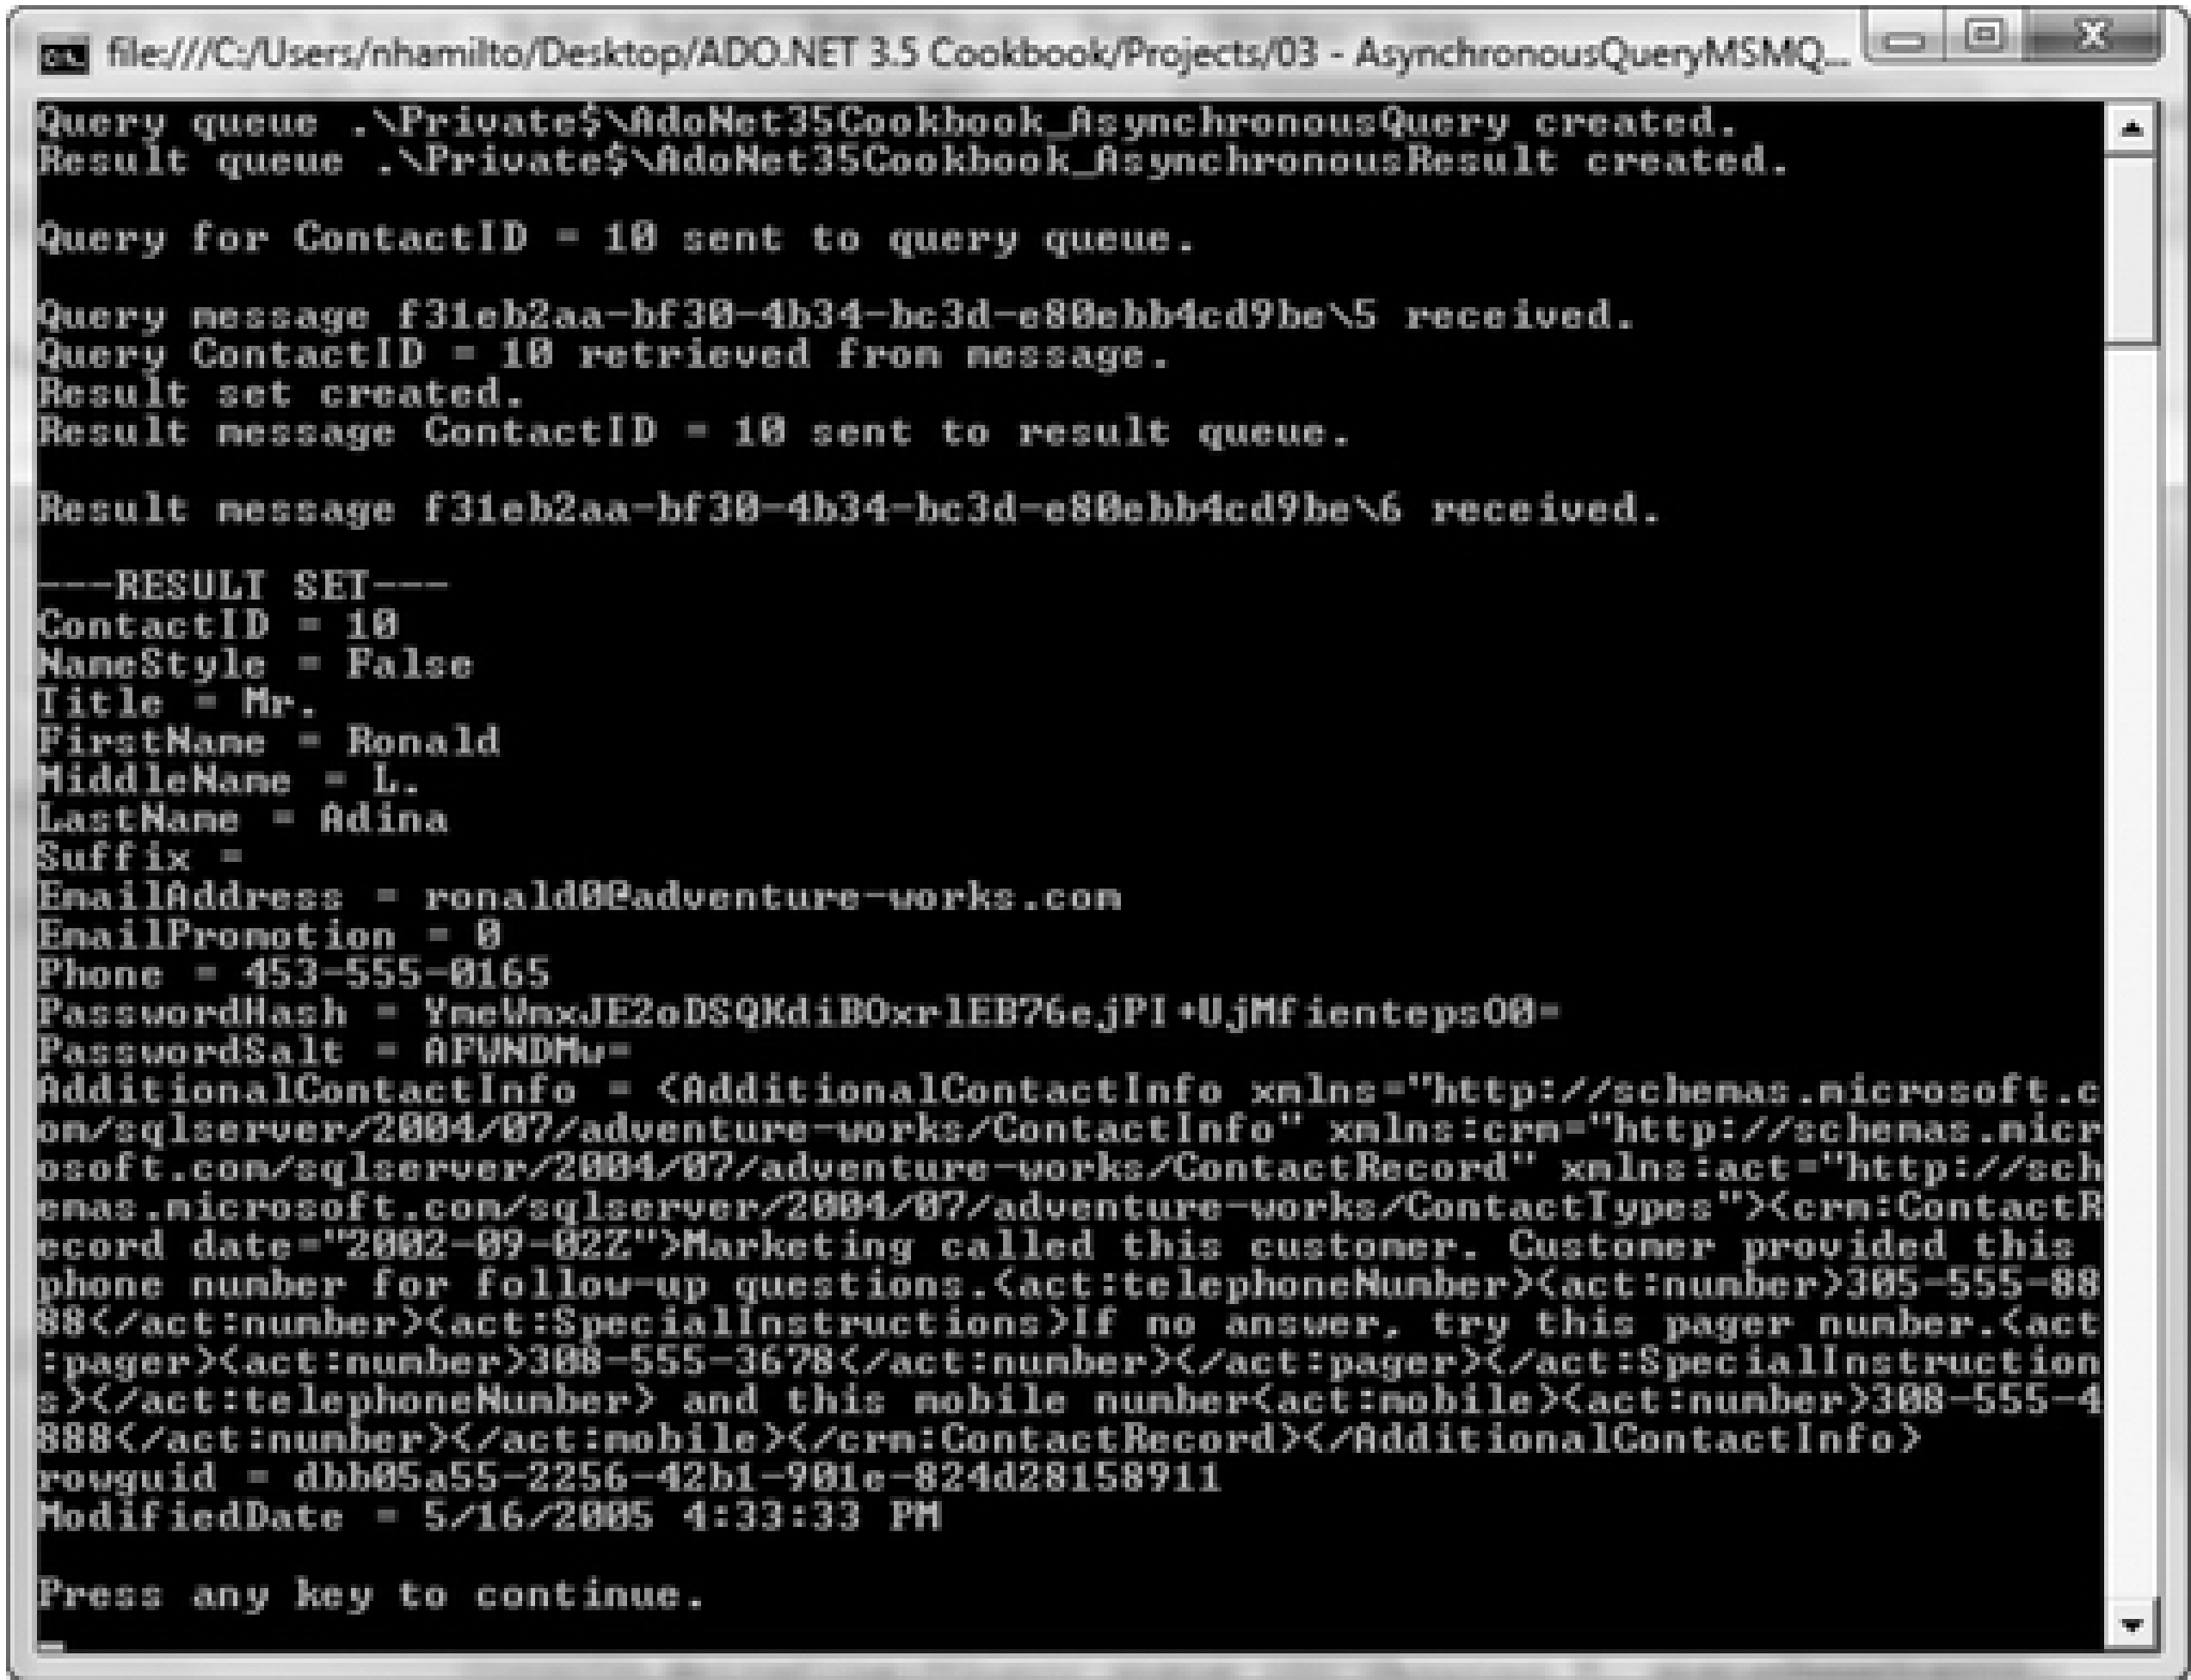 file:///C:/Users/nhamilto/Desktop/ADO.NET 3.5 Cookbook/Projects/03 - AsynchronousQueryMSMQ...
Query queue .\Private$\AdoNet35Cookbook_AsynchronousQuery created.
Result queue .\Private$\AdoNet35Cookbook_AsynchronousResult created.
Query for ContactID = 10 sent to query queue.
Query message f31eb2aa-bf30-4b34-bc3d-e80ebb4cd9be\5 received.
Query ContactID = 10 retrieved from message.
Result set created.
Result message ContactID = 10 sent to result queue.
Result message f31eb2aa-bf30-4b34-bc3d-e80ebb4cd9be\6 received.
---RESULT SET---
ContactID = 10
NameStyle = False
Title = Mr.
FirstName = Ronald
MiddleName = L.
LastName = Adina
Suffix =
EmailAddress = ronald0@adventure-works.com
EmailPromotion = 0
Phone = 453-555-0165
PasswordHash = YmeWmxJE2oDSQKdiBOxrlEB76ejPI+UjMfientepsO0=
PasswordSalt = AFWNDMw=
AdditionalContactInfo = <AdditionalContactInfo xmlns="http://schemas.microsoft.c
om/sqlserver/2004/07/adventure-works/ContactInfo" xmlns:crm="http://schemas.micr
osoft.com/sqlserver/2004/07/adventure-works/ContactRecord" xmlns:act="http://sch
emas.microsoft.com/sqlserver/2004/07/adventure-works/ContactTypes"><crm:ContactR
ecord date="2002-09-02Z">Marketing called this customer. Customer provided this
phone number for follow-up questions.<act:telephoneNumber><act:number>305-555-88
88</act:number><act:SpecialInstructions>If no answer, try this pager number.<act
:pager><act:number>308-555-3678</act:number></act:pager></act:SpecialInstruction
s></act:telephoneNumber> and this mobile number<act:mobile><act:number>308-555-4
888</act:number></act:mobile></crm:ContactRecord></AdditionalContactInfo>
rowguid = dbb05a55-2256-42b1-901e-824d28158911
ModifiedDate = 5/16/2005 4:33:33 PM
Press any key to continue.